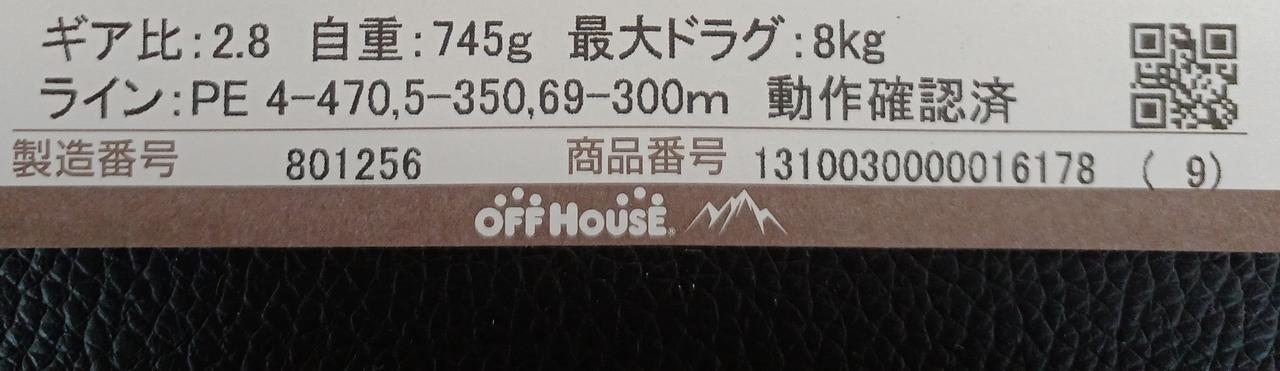 ギア比:2.8 自重:745g 最大ドラグ:8kg
ライン:PE 4-470,5-350,69-300m 動作確認済
製造番号 801256 商品番号 1310030000016178 ( 9)
OFF HOUSE®